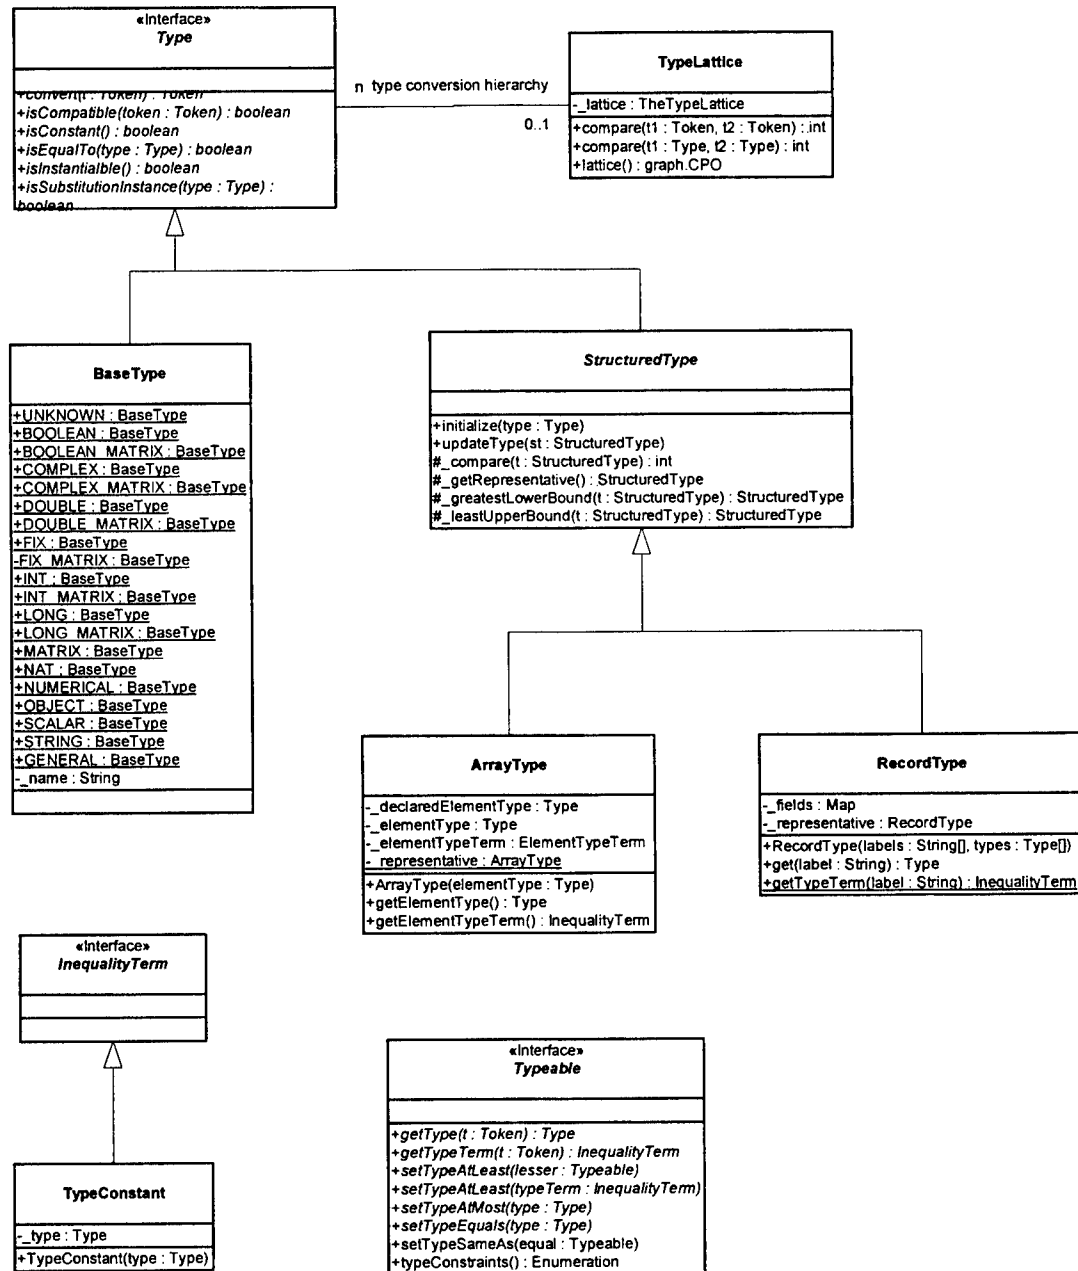 «Interface»
Type
+convert(t : Token) : Token
+isCompatible(token : Token) : boolean
+isConstant() : boolean
+isEqualTo(type : Type) : boolean
+isInstantialble() : boolean
+isSubstitutionInstance(type : Type) :
boolean
n type conversion hierarchy
0..1
TypeLattice
-_lattice : TheTypeLattice
+compare(t1 : Token, t2 : Token) : int
+compare(t1 : Type, t2 : Type) : int
+lattice() : graph.CPO
BaseType
+UNKNOWN : BaseType
+BOOLEAN : BaseType
+BOOLEAN_MATRIX : BaseType
+COMPLEX : BaseType
+COMPLEX_MATRIX : BaseType
+DOUBLE : BaseType
+DOUBLE_MATRIX : BaseType
+FIX : BaseType
-FIX_MATRIX : BaseType
+INT : BaseType
+INT_MATRIX : BaseType
+LONG : BaseType
+LONG_MATRIX : BaseType
+MATRIX : BaseType
+NAT : BaseType
+NUMERICAL : BaseType
+OBJECT : BaseType
+SCALAR : BaseType
+STRING : BaseType
+GENERAL : BaseType
-_name : String
StructuredType
+initialize(type : Type)
+updateType(st : StructuredType)
#_compare(t : StructuredType) : int
#_getRepresentative() : StructuredType
#_greatestLowerBound(t : StructuredType) : StructuredType
#_leastUpperBound(t : StructuredType) : StructuredType
ArrayType
-_declaredElementType : Type
-_elementType : Type
-_elementTypeTerm : ElementTypeTerm
-_representative : ArrayType
+ArrayType(elementType : Type)
+getElementType() : Type
+getElementTypeTerm() : InequalityTerm
RecordType
-_fields : Map
-_representative : RecordType
+RecordType(labels : String[], types : Type[])
+get(label : String) : Type
+getTypeTerm(label : String) : InequalityTerm
«Interface»
InequalityTerm
TypeConstant
-_type : Type
+TypeConstant(type : Type)
«Interface»
Typeable
+getType(t : Token) : Type
+getTypeTerm(t : Token) : InequalityTerm
+setTypeAtLeast(lesser : Typeable)
+setTypeAtLeast(typeTerm : InequalityTerm)
+setTypeAtMost(type : Type)
+setTypeEquals(type : Type)
+setTypeSameAs(equal : Typeable)
+typeConstraints() : Enumeration